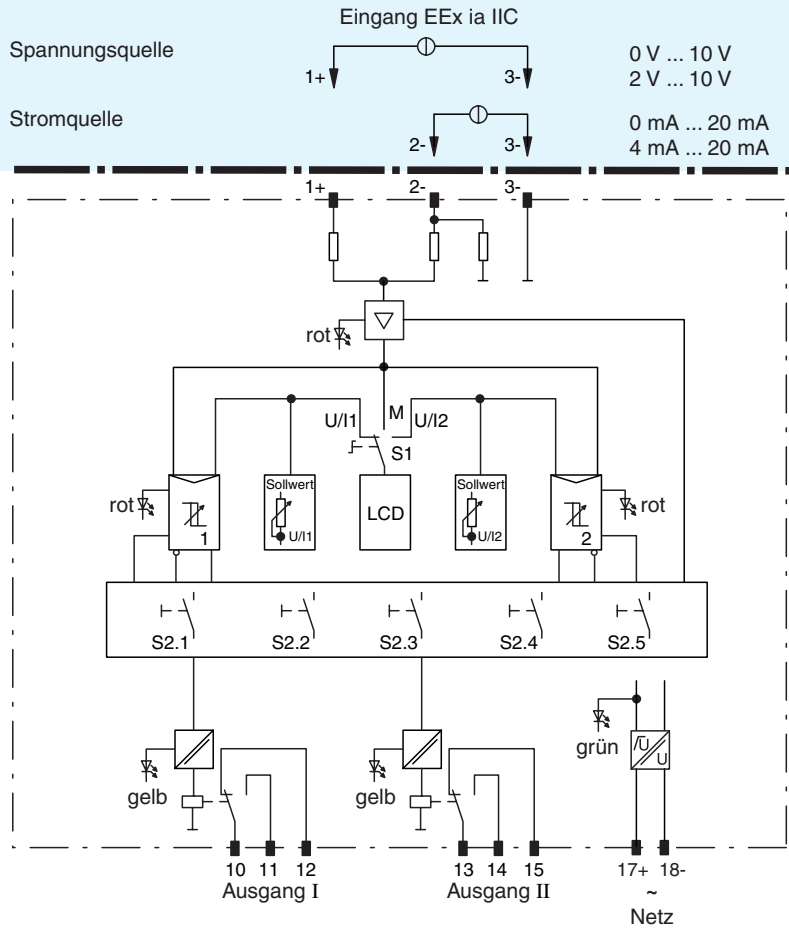 Eingang EEx ia IIC
Spannungsquelle
1+ 3-
0 V ... 10 V
2 V ... 10 V
Stromquelle
2- 3-
0 mA ... 20 mA
4 mA ... 20 mA
1+ 2- 3-
rot
U/I1 M U/I2
S1
rot
1
Sollwert
U/I1
LCD
Sollwert
U/I2
2
rot
S2.1 S2.2 S2.3 S2.4 S2.5
gelb
gelb
grün
U
U
10 11 12
Ausgang I
13 14 15
Ausgang II
17+ 18-
~
Netz